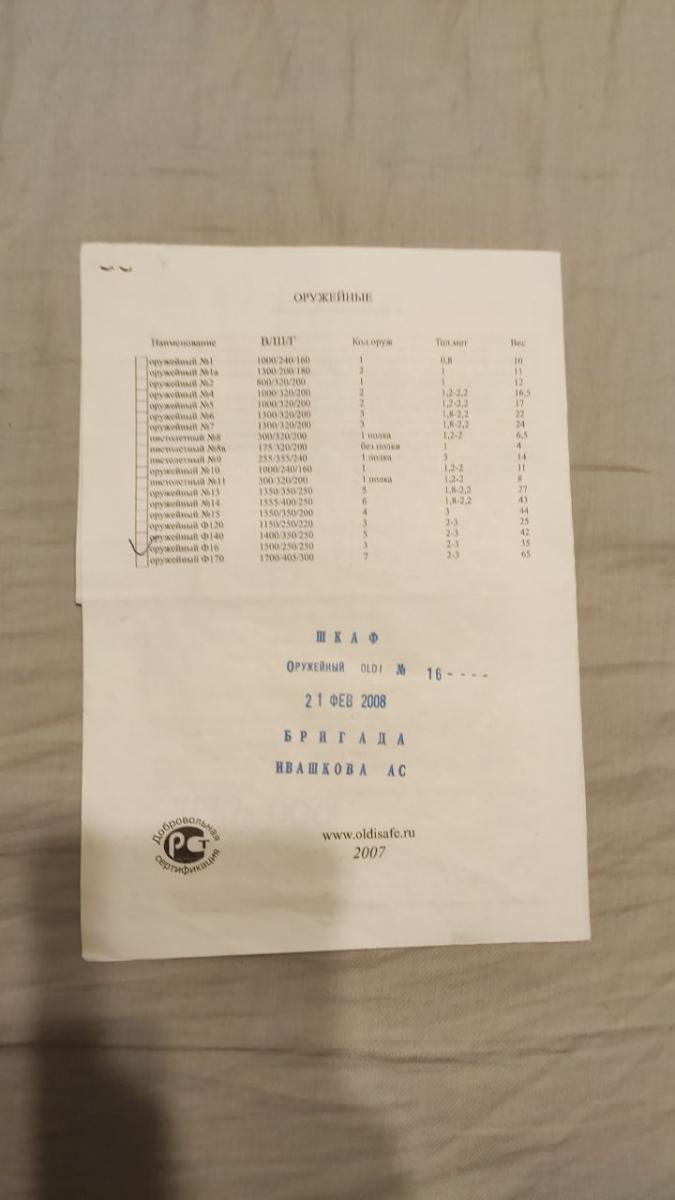 ОРУЖЕЙНЫЕ
Наименование В/Ш/Г Кол.оруж Тол.мет Вес
оружейный №1 1000/240/160 1 0,8 10
оружейный №1а 1300/200/180 2 1 11
оружейный №2 800/320/200 1 1 12
оружейный №4 1000/320/200 2 1,2-2,2 16,5
оружейный №5 1000/320/200 2 1,2-2,2 17
оружейный №6 1300/320/200 3 1,8-2,2 22
оружейный №7 1300/320/200 3 1,8-2,2 24
пистолетный №8 300/320/200 1 полка 1,2-2 6,5
пистолетный №8а 175/320/200 без полки 1 4
пистолетный №9 255/355/240 1 полка 3 14
оружейный №10 1000/240/160 1 1,2-2 11
пистолетный №11 300/320/200 1 полка 1,2-2 8
оружейный №13 1350/350/250 5 1,8-2,2 27
оружейный №14 1355/400/250 6 1,8-2,2 43
оружейный №15 1550/350/200 4 3 44
оружейный Ф120 1150/250/220 3 2-3 25
оружейный Ф140 1400/350/250 5 2-3 42
оружейный Ф16 1500/250/250 3 2-3 35
оружейный Ф170 1700/405/300 7 2-3 65
ШКАФ
ОРУЖЕЙНЫЙ OLDI № 16----
21 ФЕВ 2008
БРИГАДА
ИВАШКОВА АС
Добровольная
РСТ
сертификация
www.oldisafe.ru
2007